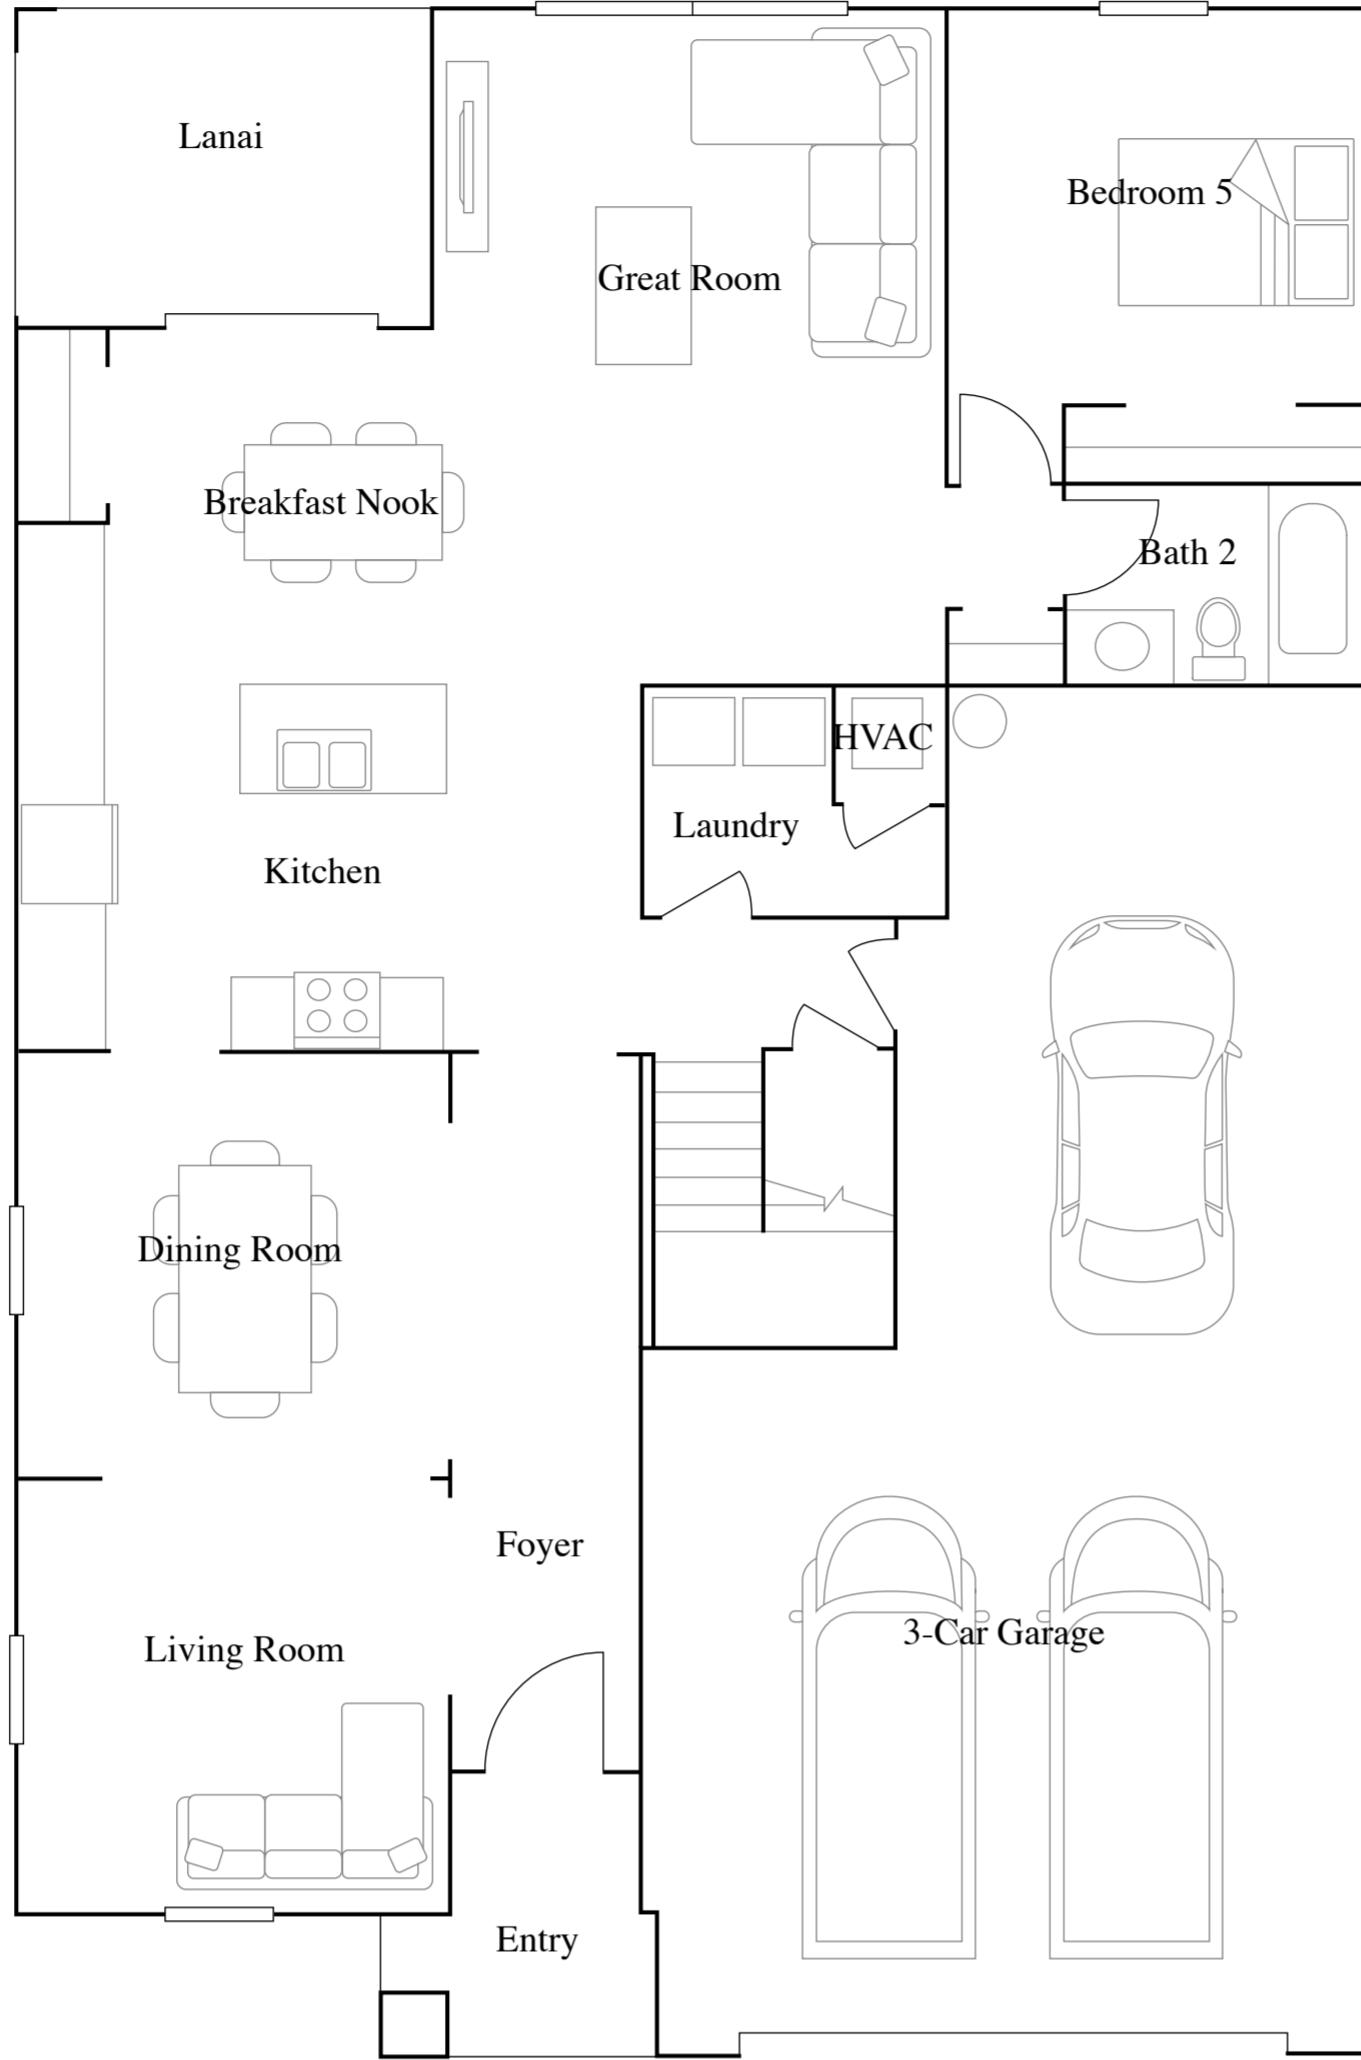 Lanai
Bedroom 5
Great Room
Breakfast Nook
Bath 2
HVAC
Laundry
Kitchen
Dining Room
Foyer
3-Car Garage
Living Room
Entry